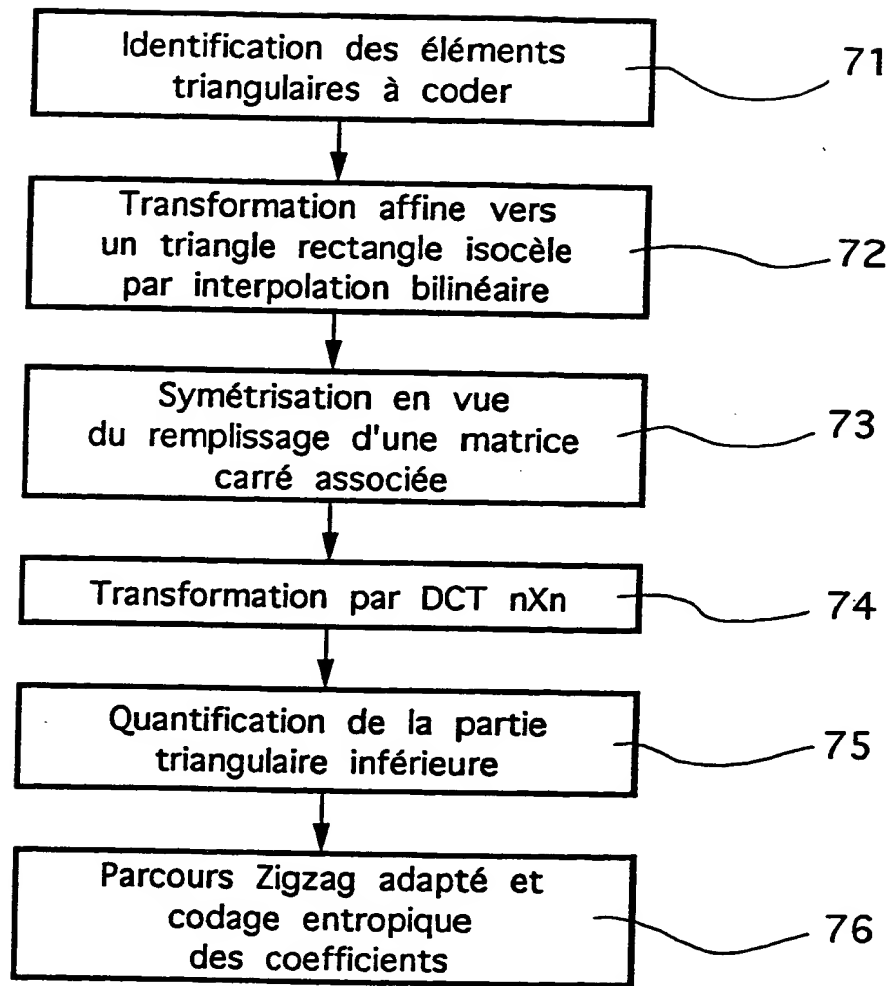 Identification des éléments
triangulaires à coder
71
Transformation affine vers
un triangle rectangle isocèle
par interpolation bilinéaire
72
Symétrisation en vue
du remplissage d'une matrice
carré associée
73
Transformation par DCT nXn
74
Quantification de la partie
triangulaire inférieure
75
Parcours Zigzag adapté et
codage entropique
des coefficients
76